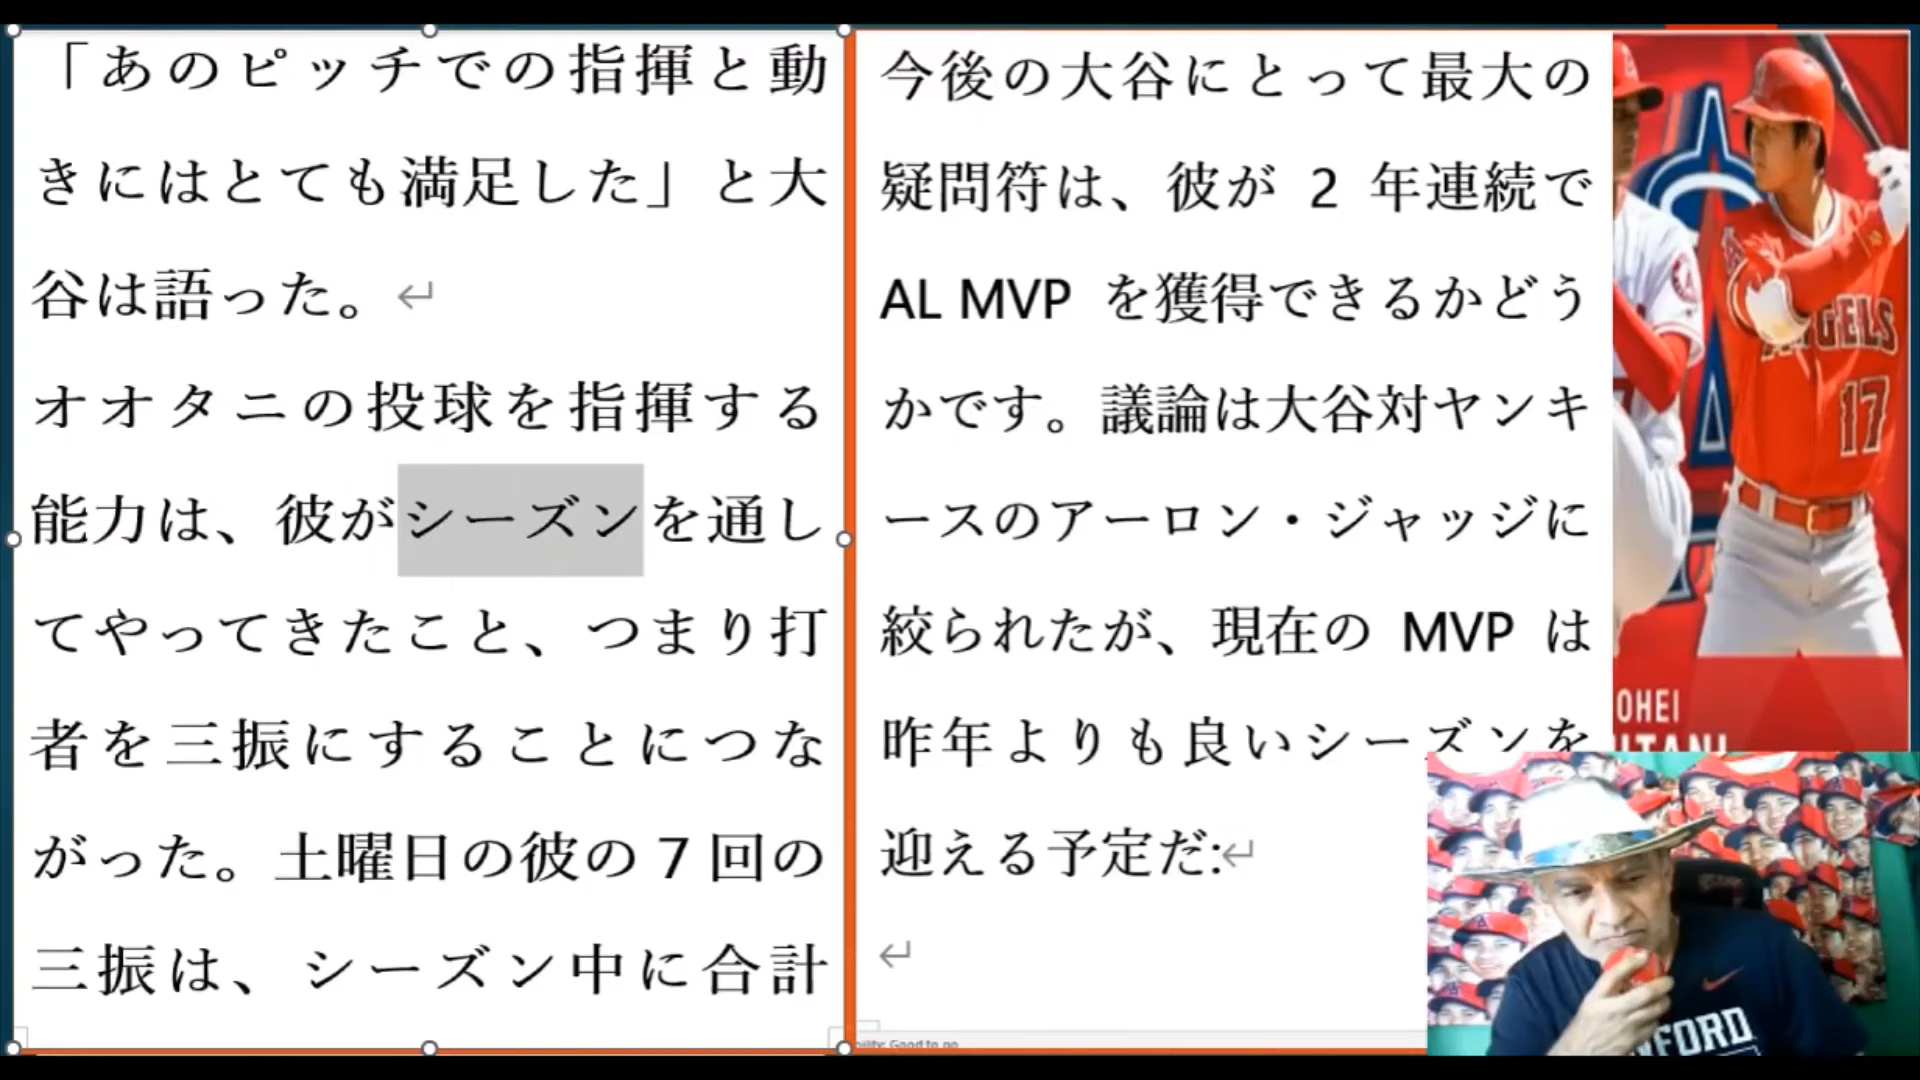 「あのピッチでの指揮と動
きにはとても満足した」と大
谷は語った。↵
オオタニの投球を指揮する
能力は、彼がシーズンを通し
てやってきたこと、つまり打
者を三振にすることにつな
がった。土曜日の彼の7回の
三振は、シーズン中に合計
今後の大谷にとって最大の
疑問符は、彼が 2 年連続で
AL MVP を獲得できるかどう
かです。議論は大谷対ヤンキ
ースのアーロン・ジャッジに
絞られたが、現在の MVP は
昨年よりも良いシーズンを
迎える予定だ:↵
↵
Good to go
ANGELS
17
OHEI